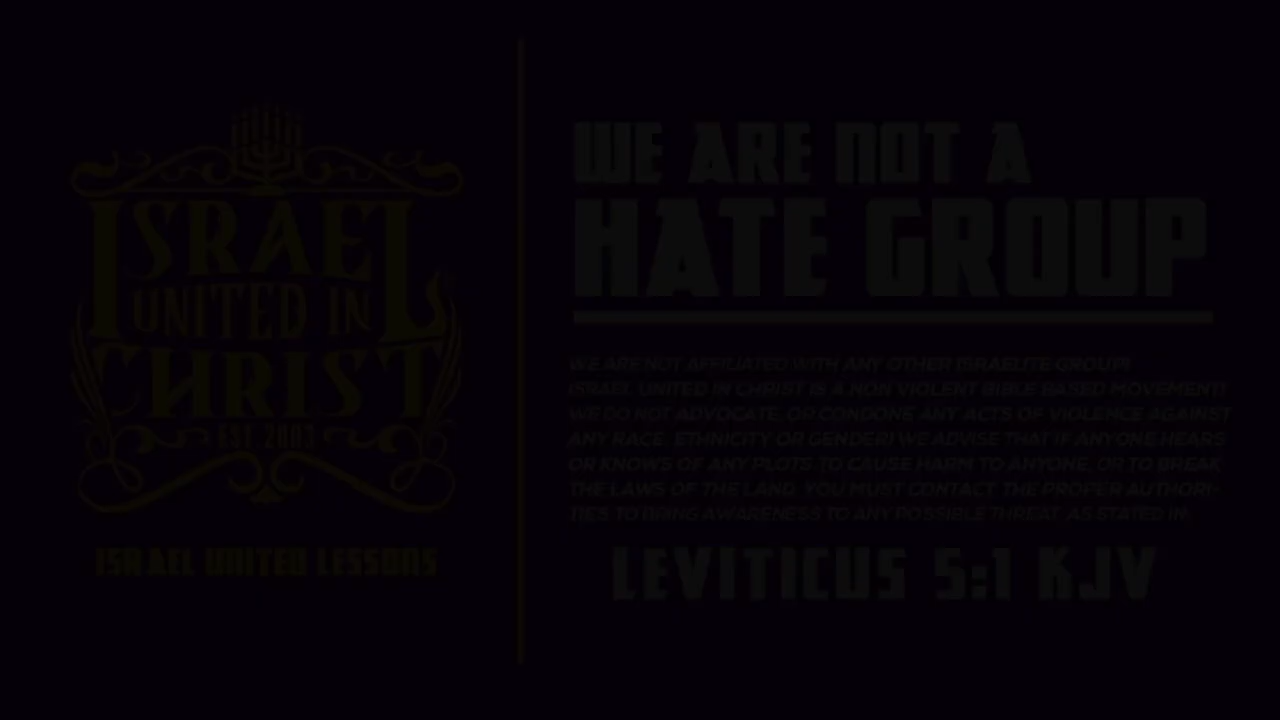 ISRAEL
UNITED IN
CHRIST
EST. 2003
ISRAEL UNITED LESSONS
WE ARE NOT A
HATE GROUP
WE ARE NOT AFFILIATED WITH ANY OTHER ISRAELITE GROUP!
ISRAEL UNITED IN CHRIST IS A NON VIOLENT BIBLE BASED MOVEMENT!
WE DO NOT ADVOCATE, OR CONDONE ANY ACTS OF VIOLENCE AGAINST
ANY RACE, ETHNICITY OR GENDER! WE ADVISE THAT IF ANYONE HEARS
OR KNOWS OF ANY PLOTS TO CAUSE HARM TO ANYONE, OR TO BREAK
THE LAWS OF THE LAND, YOU MUST CONTACT THE PROPER AUTHORI-
TIES TO BRING AWARENESS TO ANY POSSIBLE THREAT, AS STATED IN:
LEVITICUS 5:1 KJV